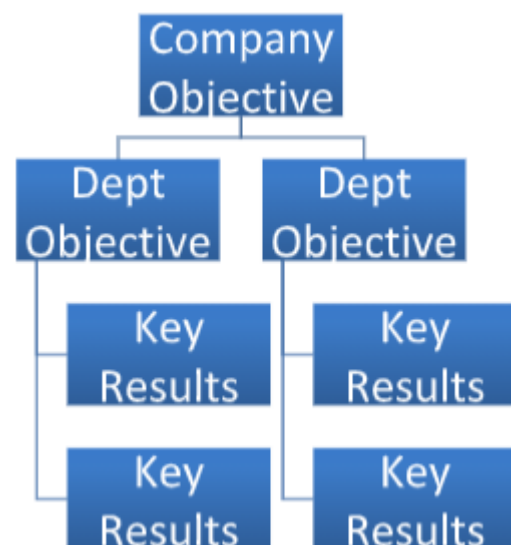 Company
Objective
Dept
Objective
Dept
Objective
Key
Results
Key
Results
Key
Results
Key
Results